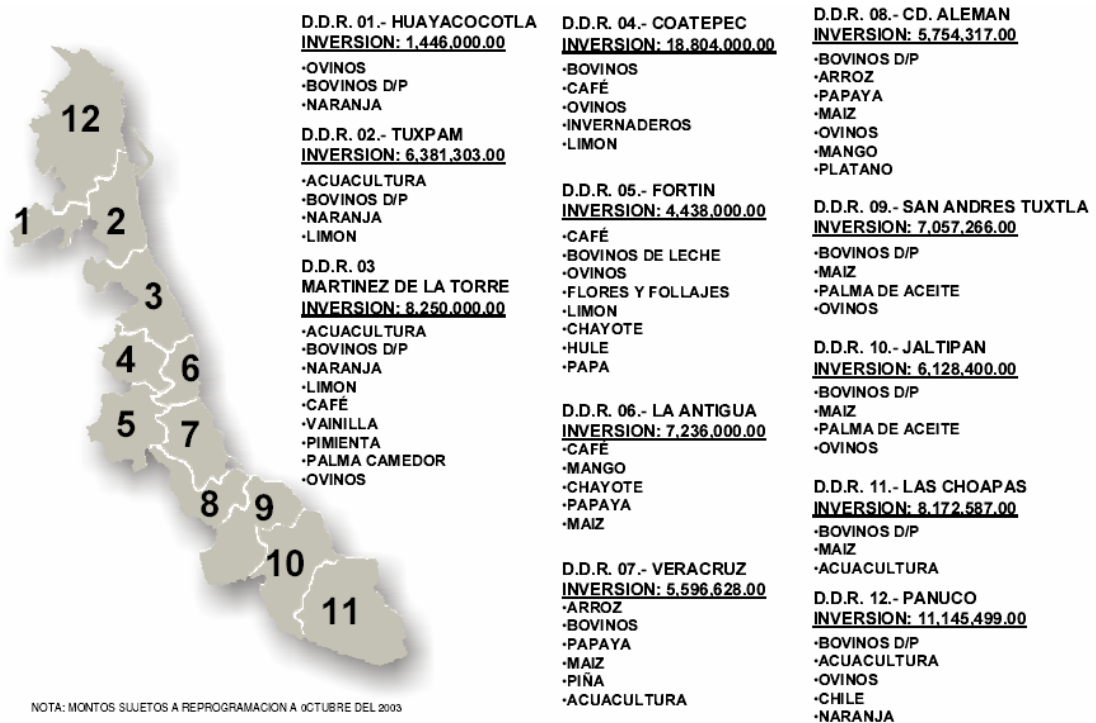 12
1
2
3
4
6
5
7
8
9
10
11
NOTA: MONTOS SUJETOS A REPROGRAMACION A OCTUBRE DEL 2003
D.D.R. 01.- HUAYACOCOTLA
INVERSION: 1,446,000.00
•OVINOS
•BOVINOS D/P
•NARANJA
D.D.R. 02.- TUXPAM
INVERSION: 6,381,303.00
•ACUACULTURA
•BOVINOS D/P
•NARANJA
•LIMON
D.D.R. 03
MARTINEZ DE LA TORRE
INVERSION: 8,250,000.00
•ACUACULTURA
•BOVINOS D/P
•NARANJA
•LIMON
•CAFÉ
•VAINILLA
•PIMIENTA
•PALMA CAMEDOR
•OVINOS
D.D.R. 04.- COATEPEC
INVERSION: 18,804,000.00
•BOVINOS
•CAFÉ
•OVINOS
•INVERNADEROS
•LIMON
D.D.R. 05.- FORTIN
INVERSION: 4,438,000.00
•CAFÉ
•BOVINOS DE LECHE
•OVINOS
•FLORES Y FOLLAJES
•LIMON
•CHAYOTE
•HULE
•PAPA
D.D.R. 06.- LA ANTIGUA
INVERSION: 7,236,000.00
•CAFÉ
•MANGO
•CHAYOTE
•PAPAYA
•MAIZ
D.D.R. 07.- VERACRUZ
INVERSION: 5,596,628.00
•ARROZ
•BOVINOS
•PAPAYA
•MAIZ
•PIÑA
•ACUACULTURA
D.D.R. 08.- CD. ALEMAN
INVERSION: 5,754,317.00
•BOVINOS D/P
•ARROZ
•PAPAYA
•MAIZ
•OVINOS
•MANGO
•PLATANO
D.D.R. 09.- SAN ANDRES TUXTLA
INVERSION: 7,057,266.00
•BOVINOS D/P
•MAIZ
•PALMA DE ACEITE
•OVINOS
D.D.R. 10.- JALTIPAN
INVERSION: 6,128,400.00
•BOVINOS D/P
•MAIZ
•PALMA DE ACEITE
•OVINOS
D.D.R. 11.- LAS CHOAPAS
INVERSION: 8,172,587.00
•BOVINOS D/P
•MAIZ
•ACUACULTURA
D.D.R. 12.- PANUCO
INVERSION: 11,145,499.00
•BOVINOS D/P
•ACUACULTURA
•OVINOS
•CHILE
•NARANJA